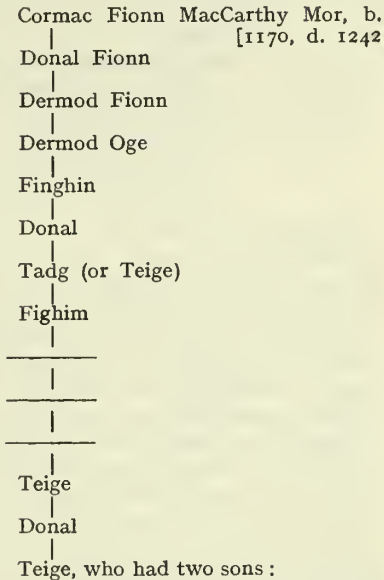 Cormac Fionn MacCarthy Mor, b.
[1170, d. 1242
Donal Fionn
Dermod Fionn
Dermod Oge
Finghin
Donal
Tadg (or Teige)
Fighim
Teige
Donal
Teige, who had two sons: